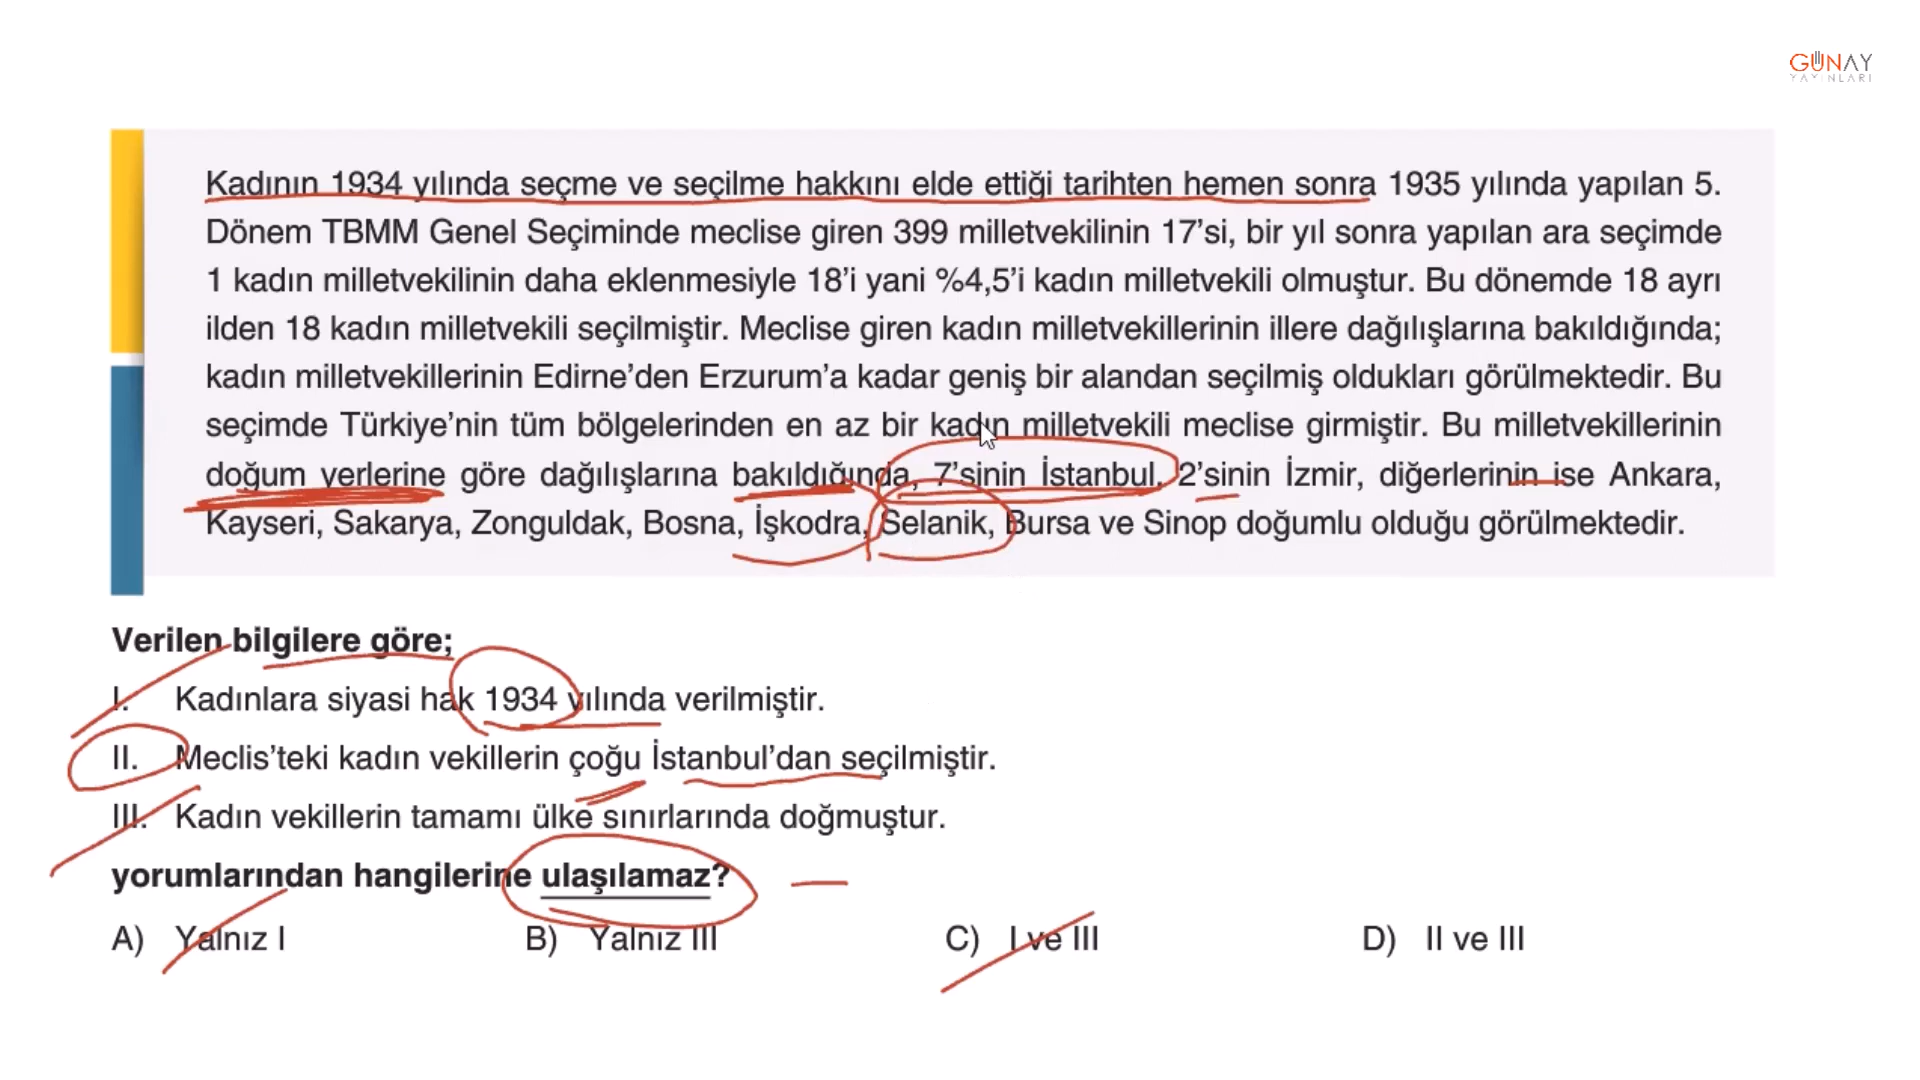 GÜNAY
YAYINLARI
Kadının 1934 yılında seçme ve seçilme hakkını elde ettiği tarihten hemen sonra 1935 yılında yapılan 5.
Dönem TBMM Genel Seçiminde meclise giren 399 milletvekilinin 17’si, bir yıl sonra yapılan ara seçimde
1 kadın milletvekilinin daha eklenmesiyle 18’i yani %4,5’i kadın milletvekili olmuştur. Bu dönemde 18 ayrı
ilden 18 kadın milletvekili seçilmiştir. Meclise giren kadın milletvekillerinin illere dağılışlarına bakıldığında;
kadın milletvekillerinin Edirne’den Erzurum’a kadar geniş bir alandan seçilmiş oldukları görülmektedir. Bu
seçimde Türkiye’nin tüm bölgelerinden en az bir kadın milletvekili meclise girmiştir. Bu milletvekillerinin
doğum yerlerine göre dağılışlarına bakıldığında, 7’sinin İstanbul, 2’sinin İzmir, diğerlerinin ise Ankara,
Kayseri, Sakarya, Zonguldak, Bosna, İşkodra, Selanik, Bursa ve Sinop doğumlu olduğu görülmektedir.
Verilen bilgilere göre;
I. Kadınlara siyasi hak 1934 yılında verilmiştir.
II. Meclis’teki kadın vekillerin çoğu İstanbul’dan seçilmiştir.
III. Kadın vekillerin tamamı ülke sınırlarında doğmuştur.
yorumlarından hangilerine ulaşılamaz?
A) Yalnız I B) Yalnız III C) I ve III D) II ve III